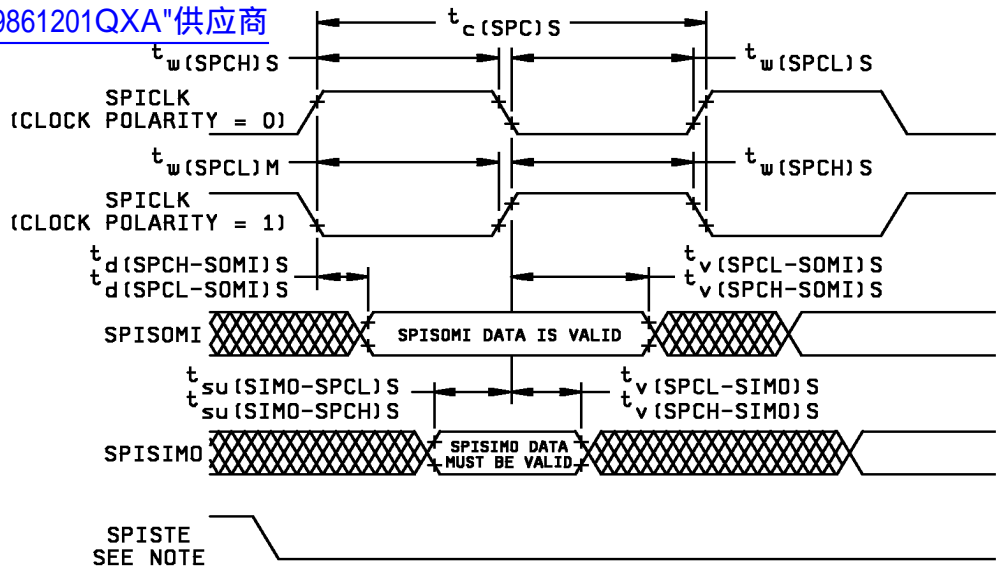 9861201QXA"供应商
tc(SPC)S
tw(SPCH)S
tw(SPCL)S
SPICLK
(CLOCK POLARITY = 0)
tw(SPCL)M
tw(SPCH)S
SPICLK
(CLOCK POLARITY = 1)
td(SPCH-SOMI)S
td(SPCL-SOMI)S
tv(SPCL-SOMI)S
tv(SPCH-SOMI)S
SPISOMI
SPISOMI DATA IS VALID
tsu(SIMO-SPCL)S
tsu(SIMO-SPCH)S
tv(SPCL-SIMO)S
tv(SPCH-SIMO)S
SPISIMO
SPISIMO DATA
MUST BE VALID
SPISTE
SEE NOTE